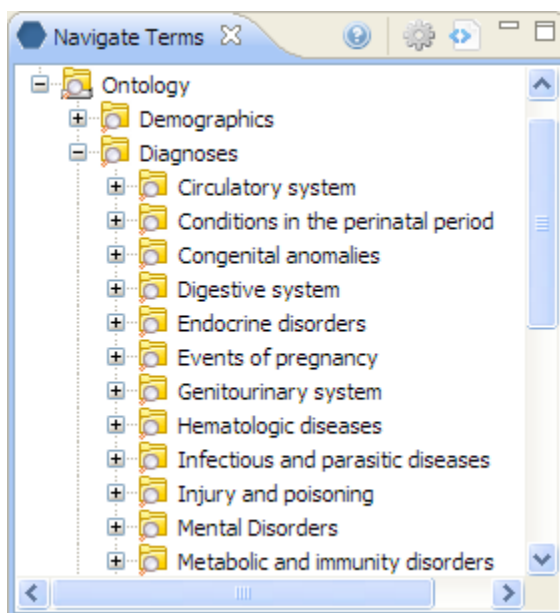 Navigate Terms
Ontology
Demographics
Diagnoses
Circulatory system
Conditions in the perinatal period
Congenital anomalies
Digestive system
Endocrine disorders
Events of pregnancy
Genitourinary system
Hematologic diseases
Infectious and parasitic diseases
Injury and poisoning
Mental Disorders
Metabolic and immunity disorders